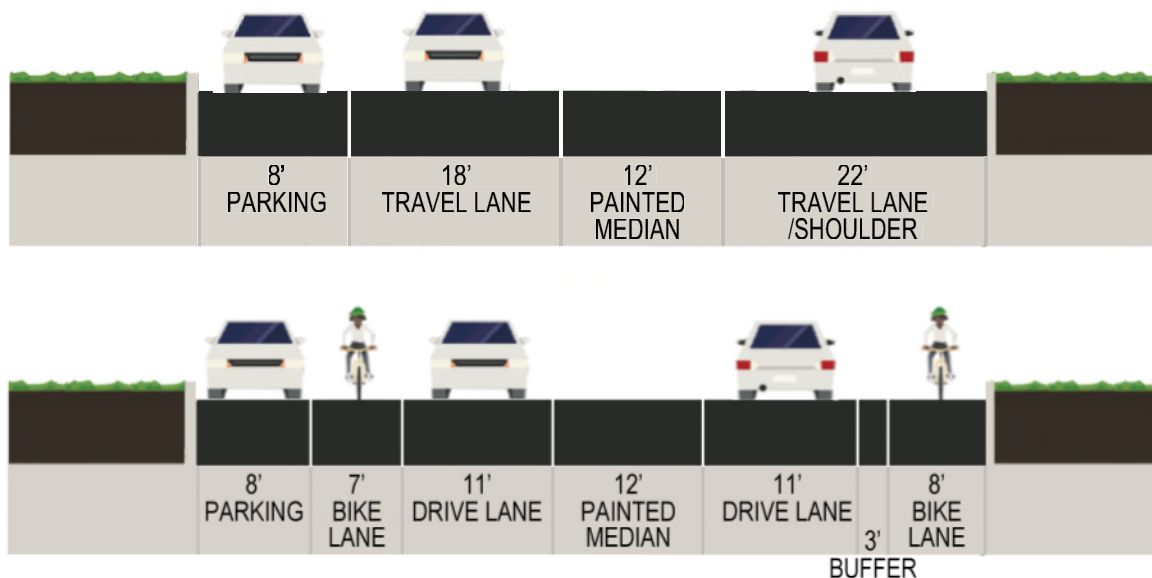 8’
PARKING
18’
TRAVEL LANE
12’
PAINTED
MEDIAN
22’
TRAVEL LANE
/SHOULDER
8’
PARKING
7’
BIKE
LANE
11’
DRIVE LANE
12’
PAINTED
MEDIAN
11’
DRIVE LANE
3’
BUFFER
8’
BIKE
LANE